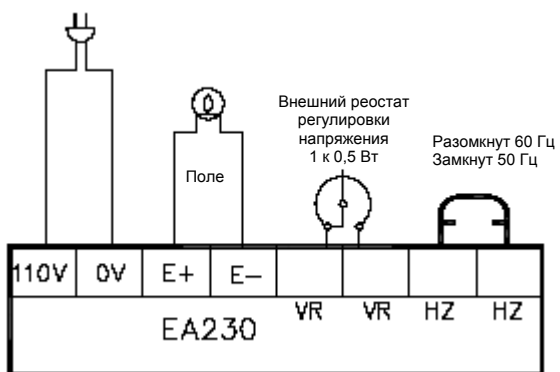 Внешний реостат
регулировки
напряжения
1 к 0,5 Вт
Разомкнут 60 Гц
Замкнут 50 Гц
Поле
110V 0V E+ E−
VR VR HZ HZ
EA230